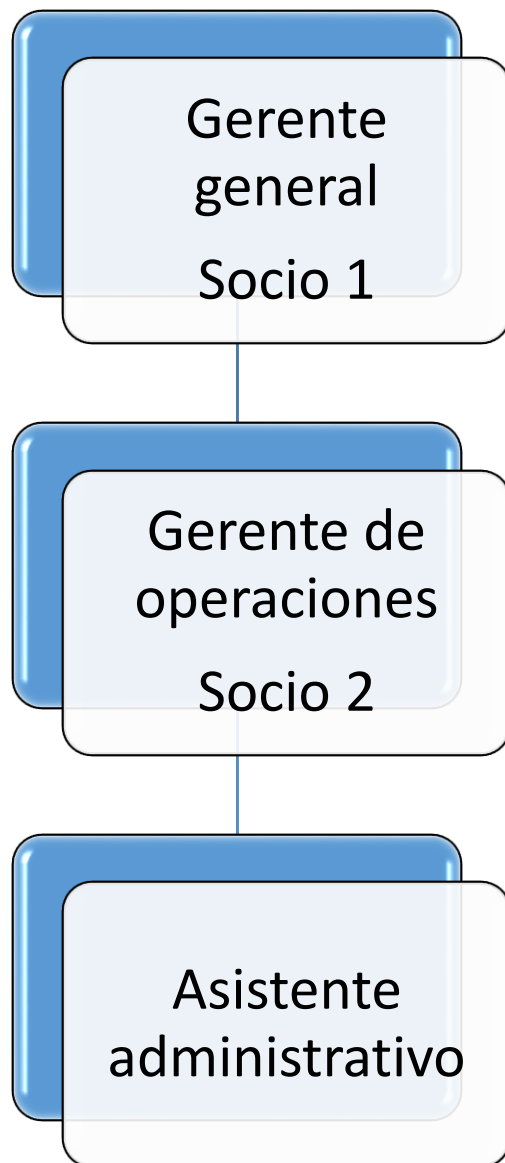 Gerente
general
Socio 1
Gerente de
operaciones
Socio 2
Asistente
administrativo